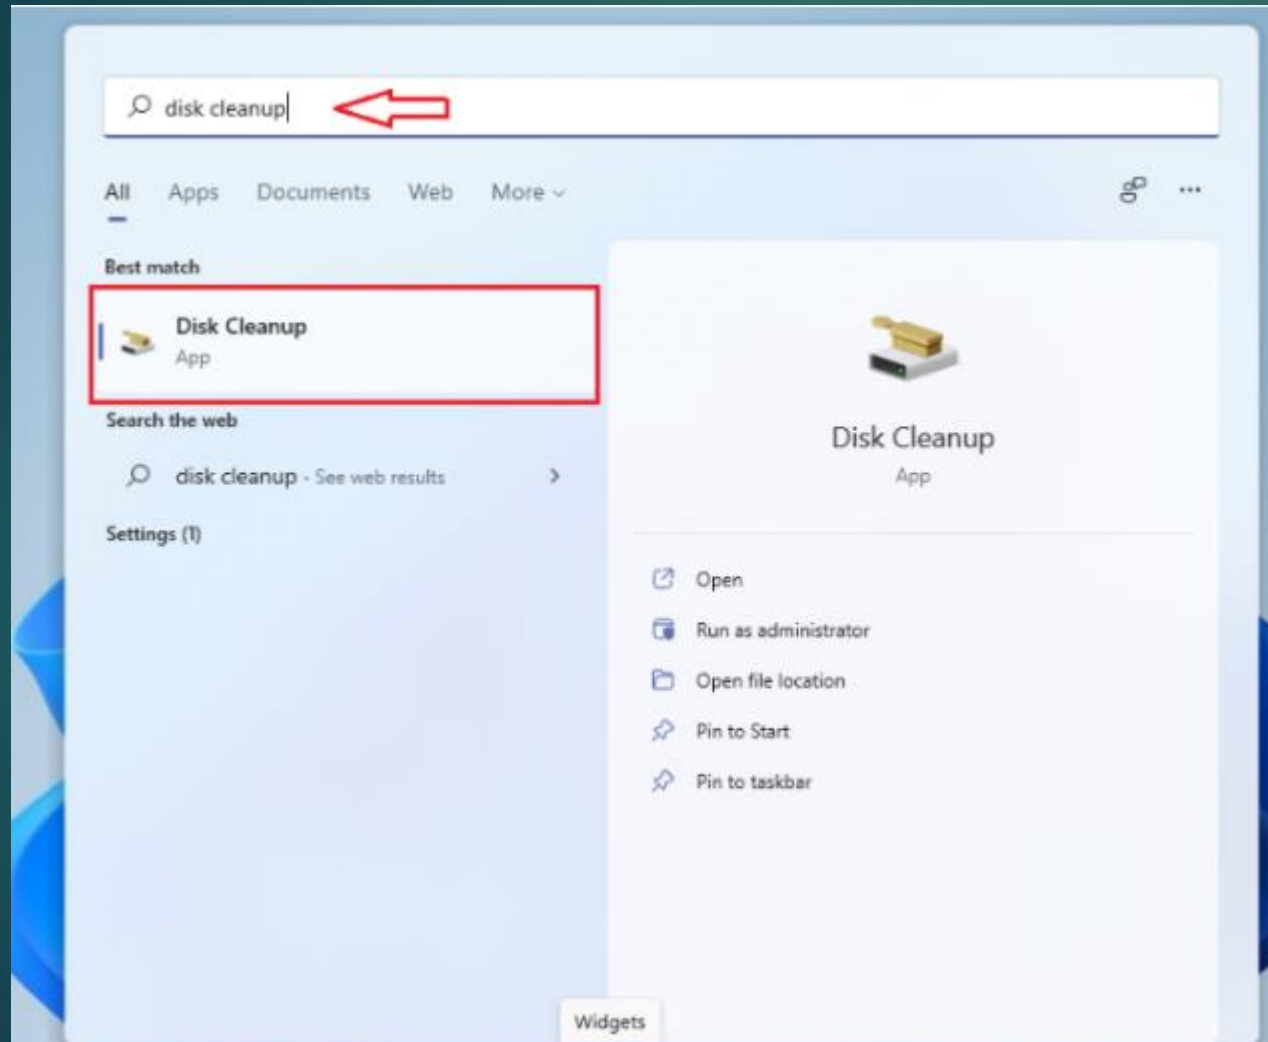 disk cleanup
All Apps Documents Web More
Best match
Disk Cleanup
App
Search the web
disk cleanup - See web results
Settings (1)
Disk Cleanup
App
Open
Run as administrator
Open file location
Pin to Start
Pin to taskbar
Widgets